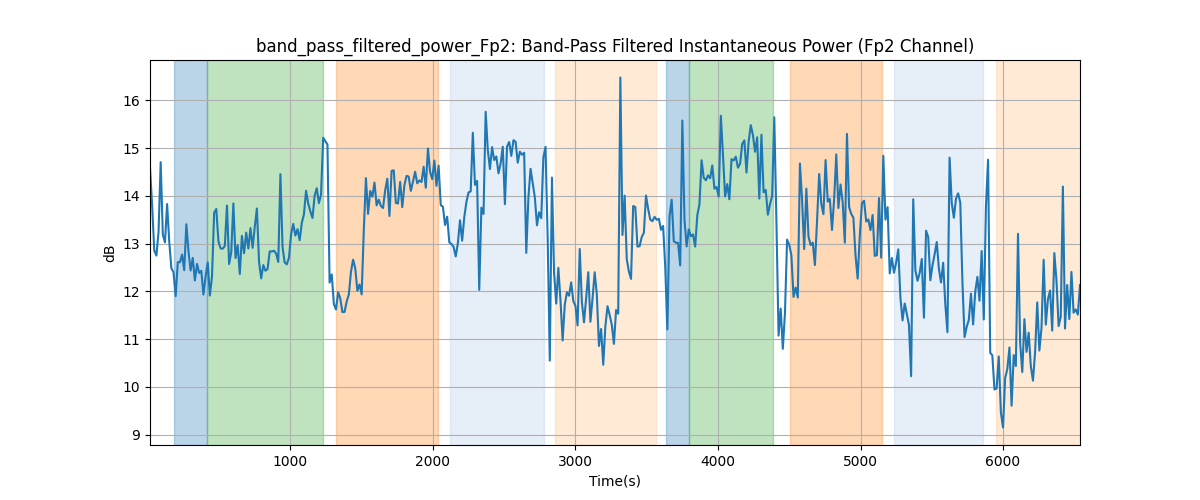 band_pass_filtered_power_Fp2: Band-Pass Filtered Instantaneous Power (Fp2 Channel)
16
15
14
13
12
11
10
9
dB
1000 2000 3000 4000 5000 6000
Time(s)